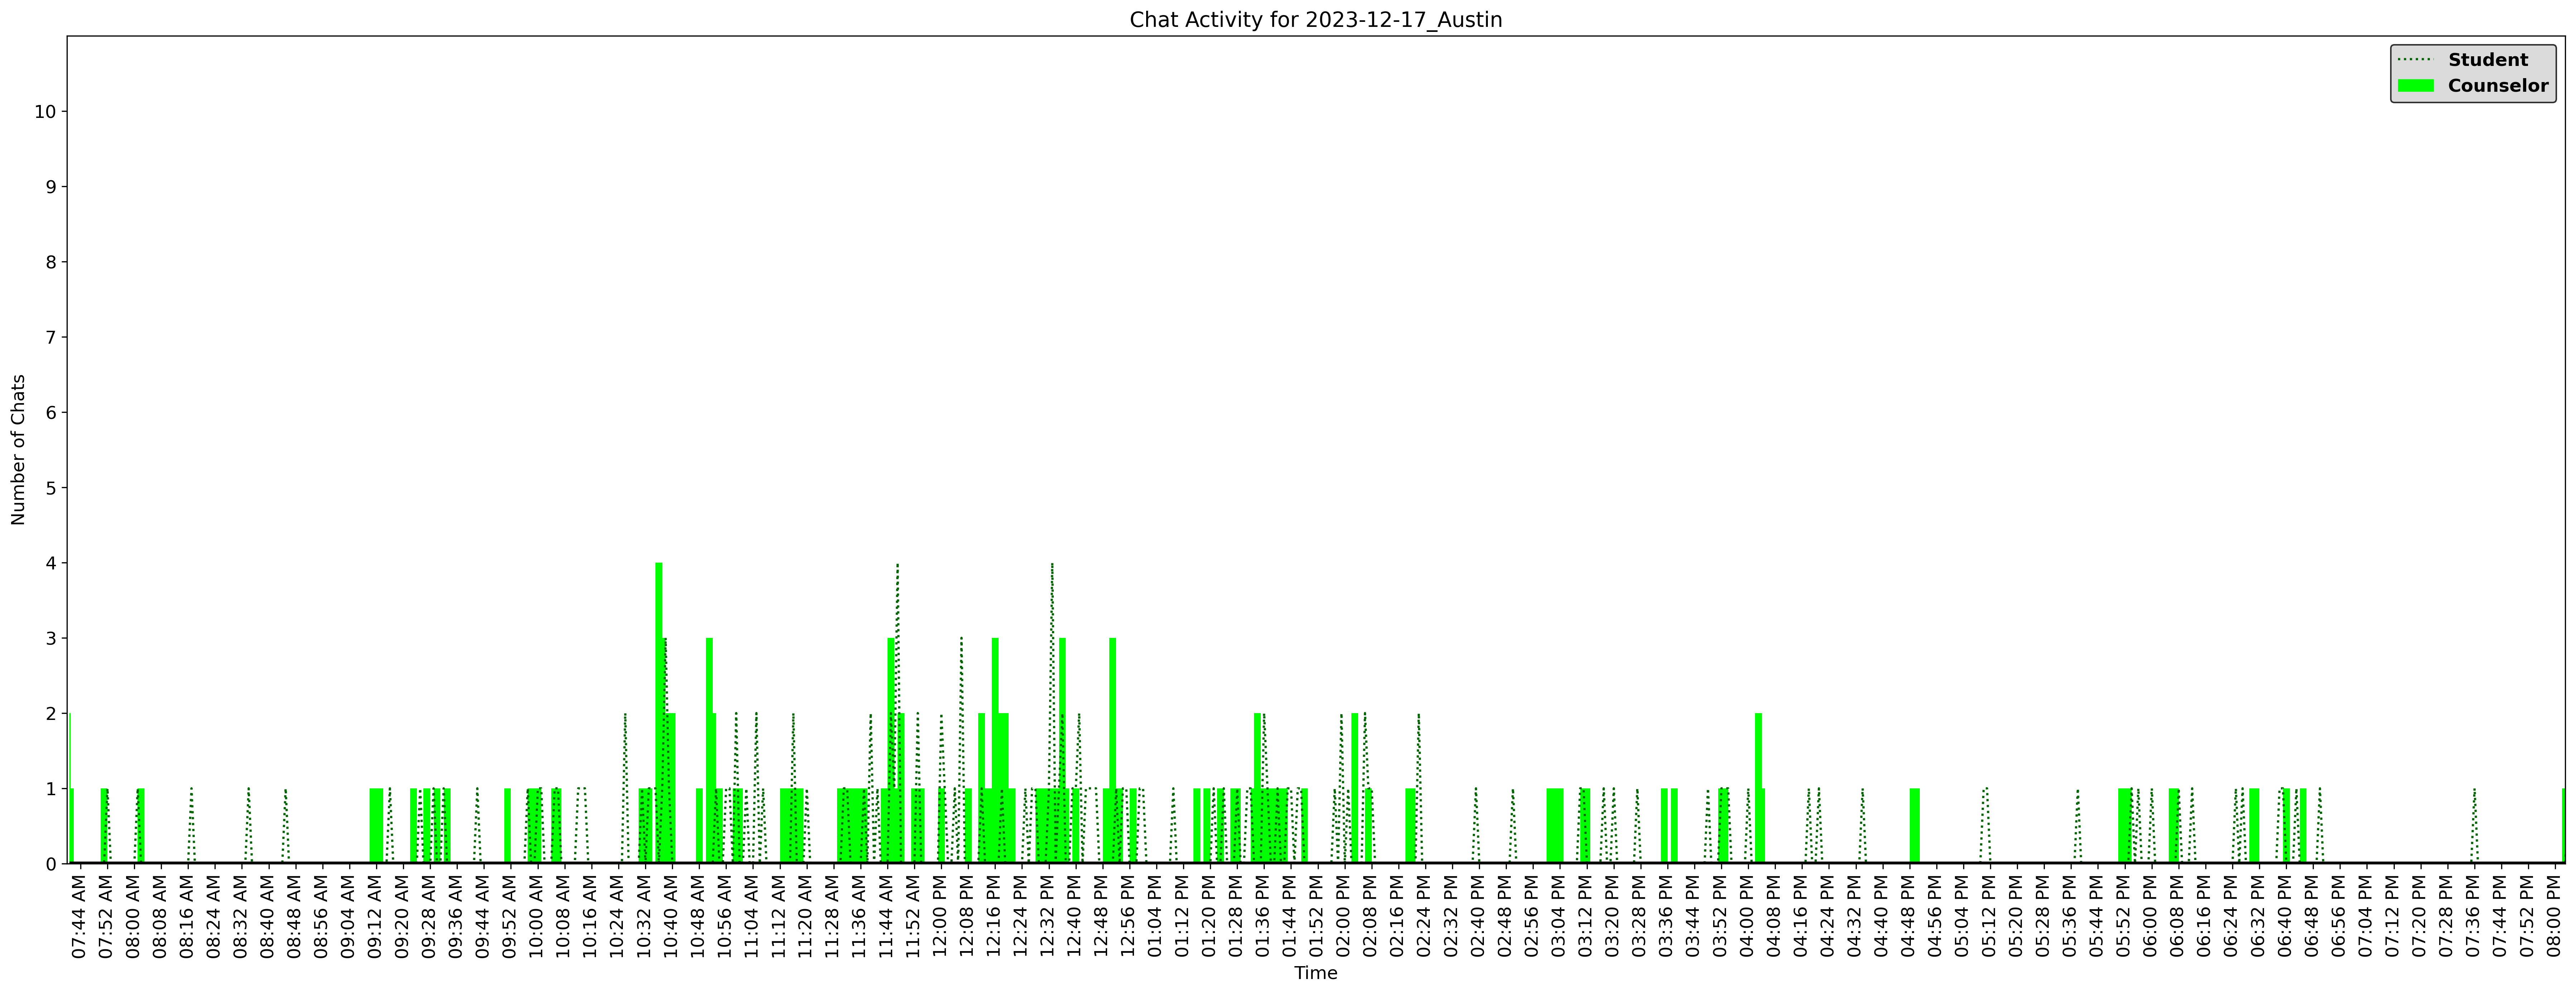 Chat Activity for 2023-12-17_Austin
Student
Counselor
10
9
8
7
6
5
4
3
2
1
0
Number of Chats
07:44 AM
07:52 AM
08:00 AM
08:08 AM
08:16 AM
08:24 AM
08:32 AM
08:40 AM
08:48 AM
08:56 AM
09:04 AM
09:12 AM
09:20 AM
09:28 AM
09:36 AM
09:44 AM
09:52 AM
10:00 AM
10:08 AM
10:16 AM
10:24 AM
10:32 AM
10:40 AM
10:48 AM
10:56 AM
11:04 AM
11:12 AM
11:20 AM
11:28 AM
11:36 AM
11:44 AM
11:52 AM
12:00 PM
12:08 PM
12:16 PM
12:24 PM
12:32 PM
12:40 PM
12:48 PM
12:56 PM
01:04 PM
01:12 PM
01:20 PM
01:28 PM
01:36 PM
01:44 PM
01:52 PM
02:00 PM
02:08 PM
02:16 PM
02:24 PM
02:32 PM
02:40 PM
02:48 PM
02:56 PM
03:04 PM
03:12 PM
03:20 PM
03:28 PM
03:36 PM
03:44 PM
03:52 PM
04:00 PM
04:08 PM
04:16 PM
04:24 PM
04:32 PM
04:40 PM
04:48 PM
04:56 PM
05:04 PM
05:12 PM
05:20 PM
05:28 PM
05:36 PM
05:44 PM
05:52 PM
06:00 PM
06:08 PM
06:16 PM
06:24 PM
06:32 PM
06:40 PM
06:48 PM
06:56 PM
07:04 PM
07:12 PM
07:20 PM
07:28 PM
07:36 PM
07:44 PM
07:52 PM
08:00 PM
Time